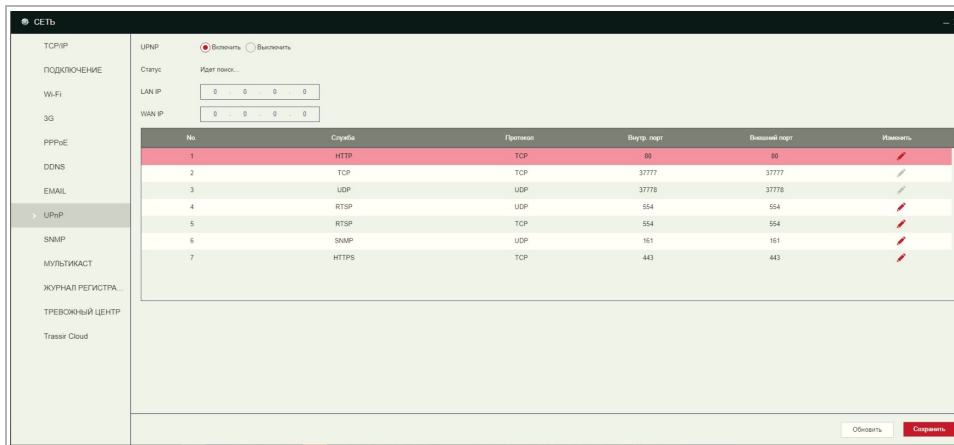 СЕТЬ
TCP/IP
ПОДКЛЮЧЕНИЕ
Wi-Fi
3G
PPPoE
DDNS
EMAIL
UPnP
SNMP
МУЛЬТИКАСТ
ЖУРНАЛ РЕГИСТРА...
ТРЕВОЖНЫЙ ЦЕНТР
Trassir Cloud
UPNP Включить Выключить
Статус Идет поиск...
LAN IP 0 . 0 . 0 . 0
WAN IP 0 . 0 . 0 . 0
No. Служба Протокол Внутр. порт Внешний порт Изменить
1 HTTP TCP 80 80
2 TCP TCP 37777 37777
3 UDP UDP 37778 37778
4 RTSP UDP 554 554
5 RTSP TCP 554 554
6 SNMP UDP 161 161
7 HTTPS TCP 443 443
Обновить Сохранить